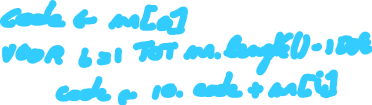 code ← nr[0]
VOOR i=1 TOT nr.length()-1 DOE
code ← 10. code + nr[i]